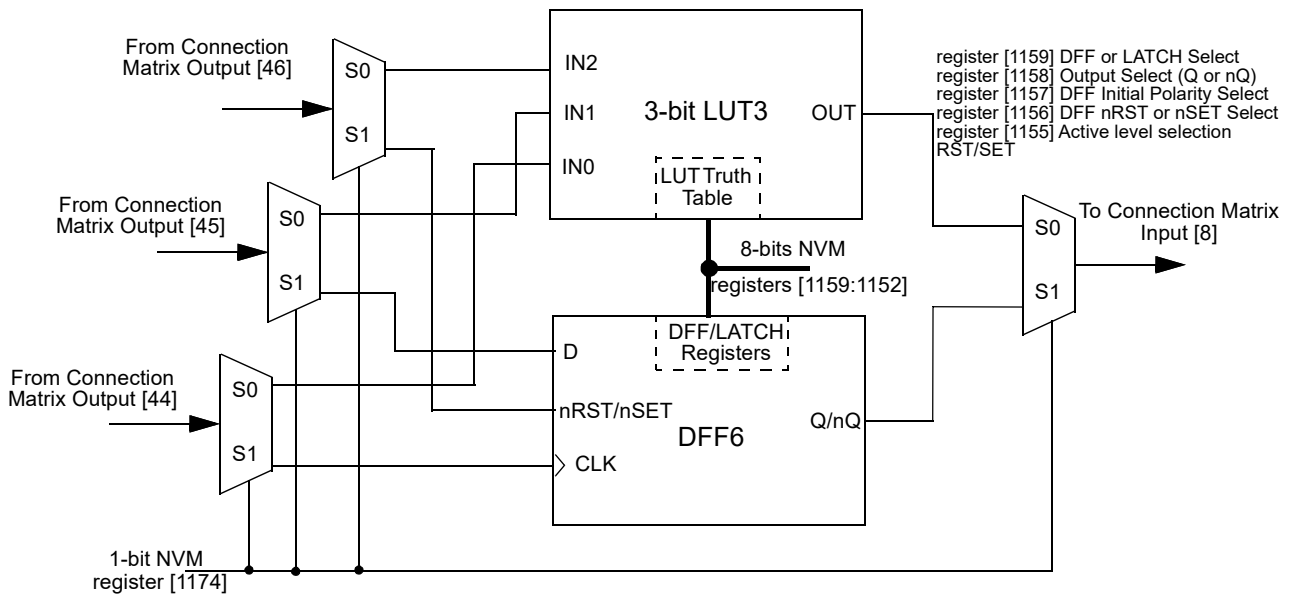 From Connection
Matrix Output [46]
S0
S1
IN2
IN1
IN0
3-bit LUT3
OUT
LUT Truth
Table
register [1159] DFF or LATCH Select
register [1158] Output Select (Q or nQ)
register [1157] DFF Initial Polarity Select
register [1156] DFF nRST or nSET Select
register [1155] Active level selection
RST/SET
From Connection
Matrix Output [45]
S0
S1
8-bits NVM
registers [1159:1152]
S0
S1
To Connection Matrix
Input [8]
From Connection
Matrix Output [44]
S0
S1
DFF/LATCH
Registers
D
nRST/nSET
CLK
DFF6
Q/nQ
1-bit NVM
register [1174]